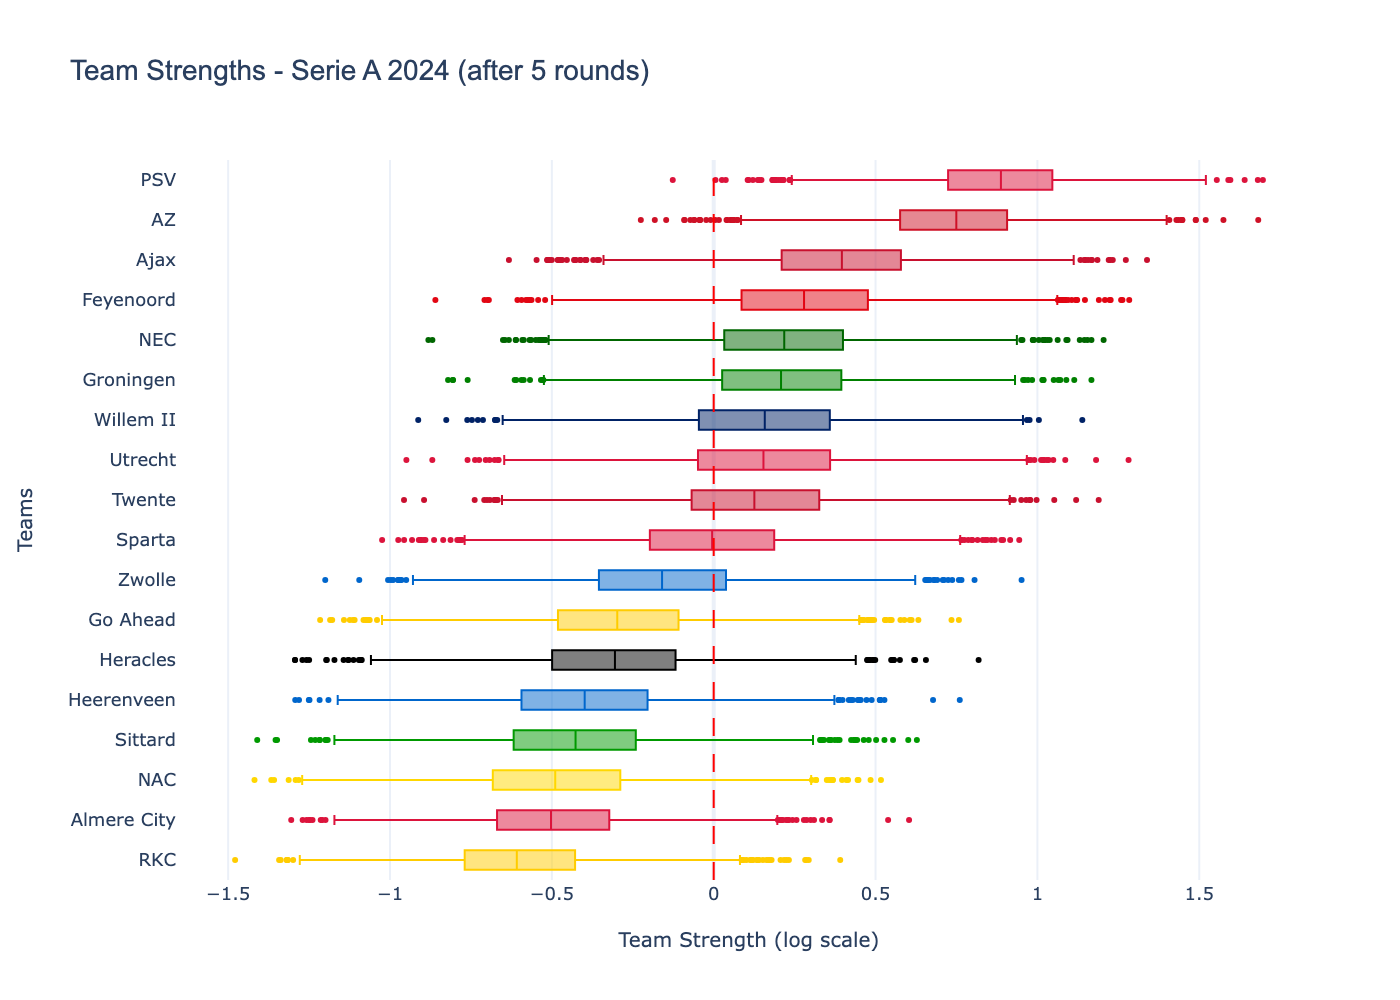 Team Strengths - Serie A 2024 (after 5 rounds)
Teams
PSV
AZ
Ajax
Feyenoord
NEC
Groningen
Willem II
Utrecht
Twente
Sparta
Zwolle
Go Ahead
Heracles
Heerenveen
Sittard
NAC
Almere City
RKC
−1.5 −1 −0.5 0 0.5 1 1.5
Team Strength (log scale)